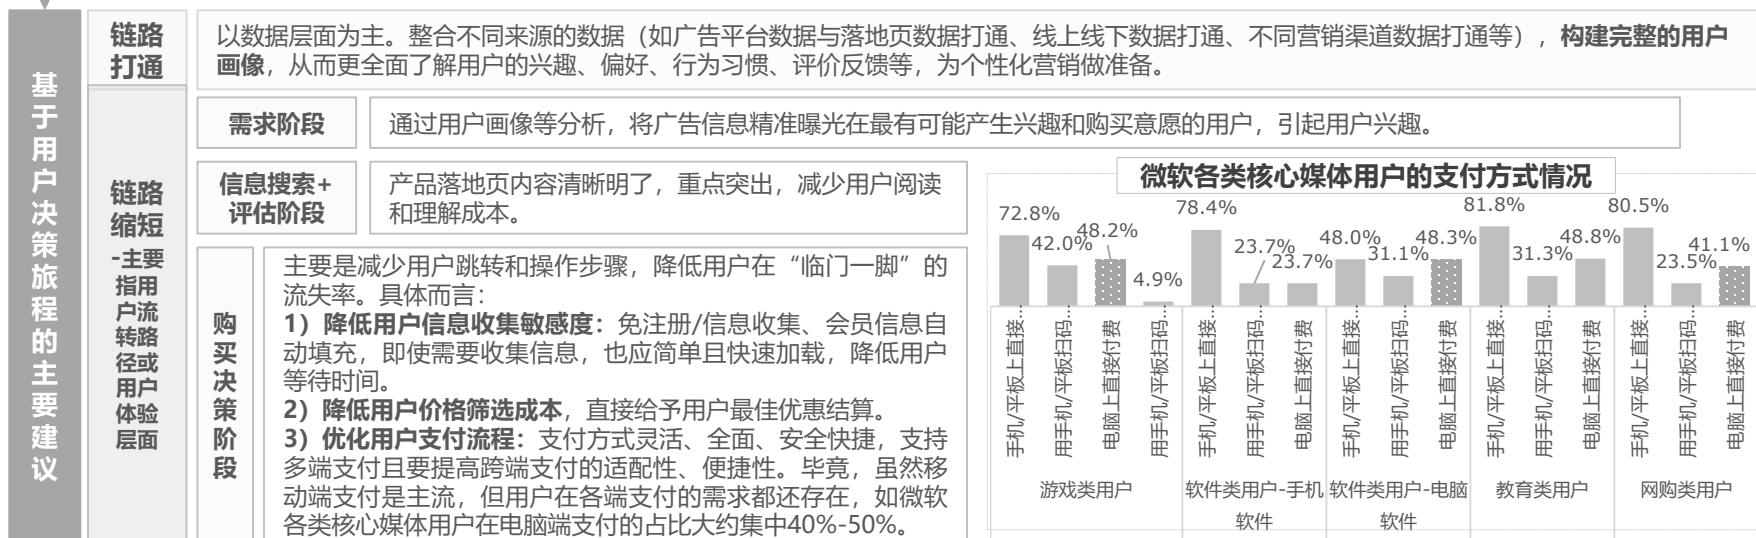 基于用户决策旅程的主要建议
链路
打通
以数据层面为主。整合不同来源的数据（如广告平台数据与落地页数据打通、线上线下数据打通、不同营销渠道数据打通等），构建完整的用户
画像，从而更全面了解用户的兴趣、偏好、行为习惯、评价反馈等，为个性化营销做准备。
链路
缩短
-主要
指用
户流
转路
径或
用户
体验
层面
需求阶段
通过用户画像等分析，将广告信息精准曝光在最有可能产生兴趣和购买意愿的用户，引起用户兴趣。
信息搜索+
评估阶段
产品落地页内容清晰明了，重点突出，减少用户阅读
和理解成本。
购买决策阶段
主要是减少用户跳转和操作步骤，降低用户在“临门一脚”的
流失率。具体而言：
1）降低用户信息收集敏感度：免注册/信息收集、会员信息自
动填充，即使需要收集信息，也应简单且快速加载，降低用户
等待时间。
2）降低用户价格筛选成本，直接给予用户最佳优惠结算。
3）优化用户支付流程：支付方式灵活、全面、安全快捷，支持
多端支付且要提高跨端支付的适配性、便捷性。毕竟，虽然移
动端支付是主流，但用户在各端支付的需求都还存在，如微软
各类核心媒体用户在电脑端支付的占比大约集中40%-50%。
微软各类核心媒体用户的支付方式情况
72.8%
42.0%
48.2%
4.9%
78.4%
23.7%
23.7%
48.0%
31.1%
48.3%
81.8%
31.3%
48.8%
80.5%
23.5%
41.1%
手机/平板上直接…
用手机/平板扫码…
电脑上直接付费
手机/平板上直接…
用手机/平板扫码…
电脑上直接付费
手机/平板上直接…
用手机/平板扫码…
电脑上直接付费
手机/平板上直接…
用手机/平板扫码…
电脑上直接付费
手机/平板上直接…
用手机/平板扫码…
电脑上直接付费
游戏类用户
软件类用户-手机
软件
软件类用户-电脑
软件
教育类用户
网购类用户